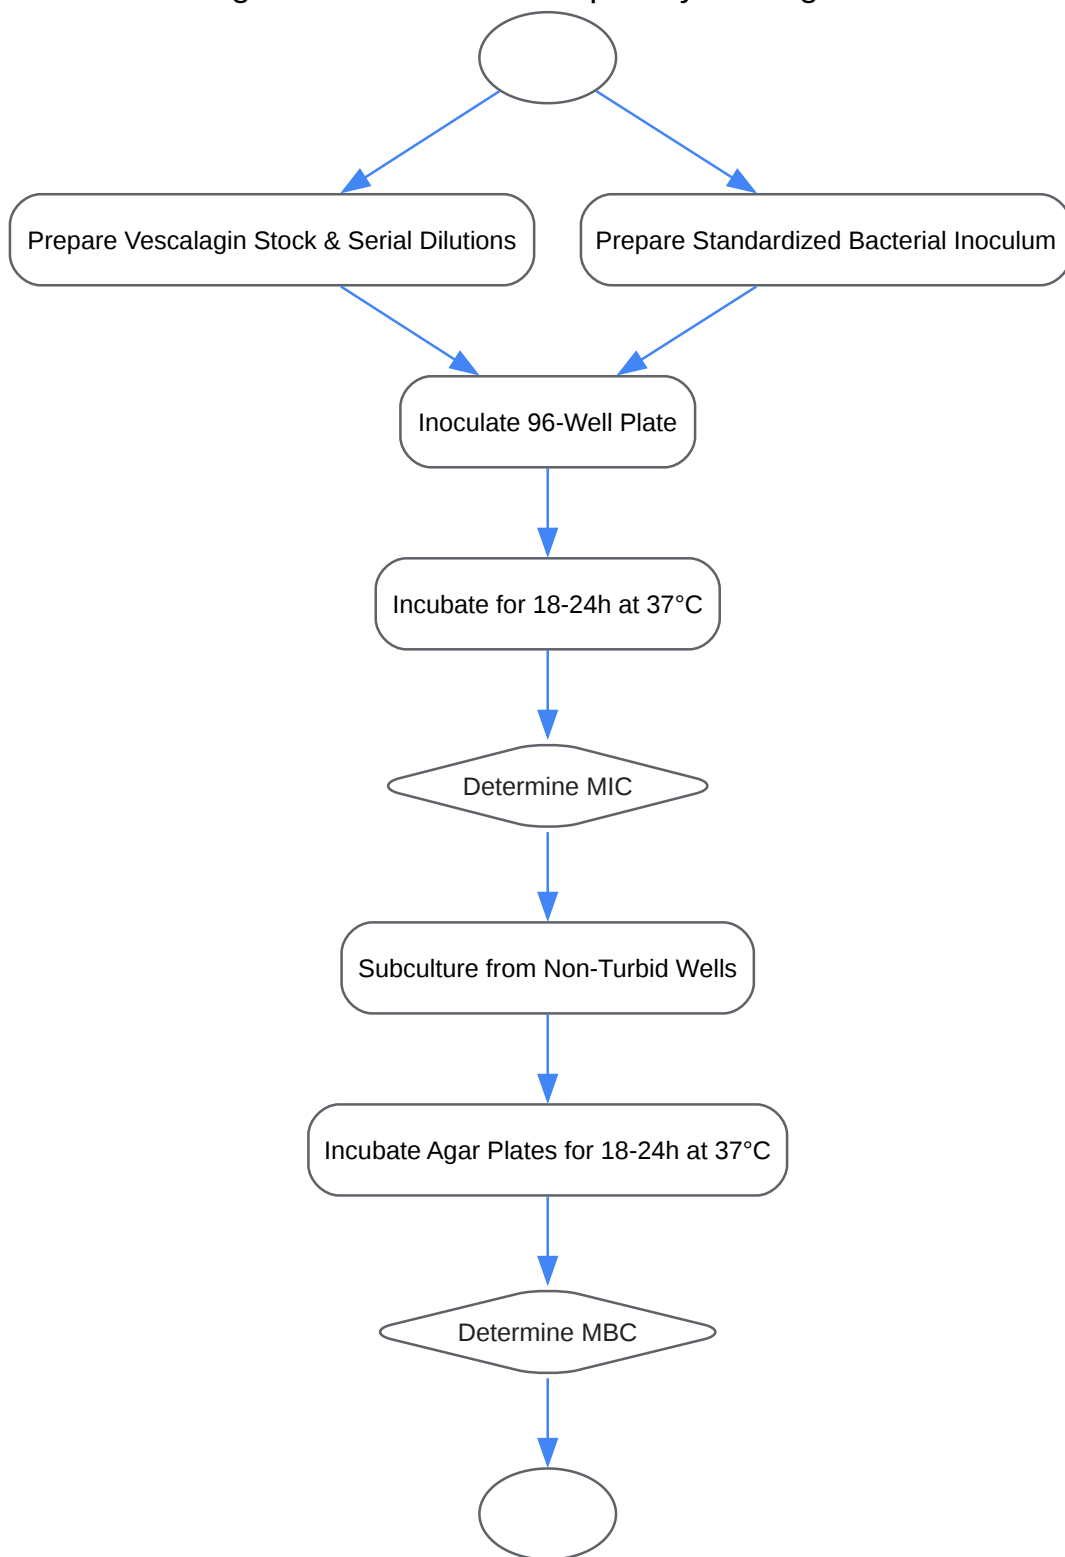 Prepare Vescalagin Stock & Serial Dilutions
Prepare Standardized Bacterial Inoculum
Inoculate 96-Well Plate
Incubate for 18-24h at 37°C
Determine MIC
Subculture from Non-Turbid Wells
Incubate Agar Plates for 18-24h at 37°C
Determine MBC